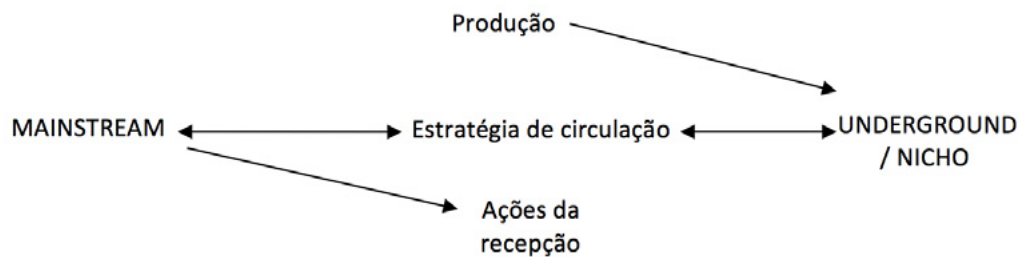 Produção
MAINSTREAM
Estratégia de circulação
UNDERGROUND
/ NICHO
Ações da
recepção